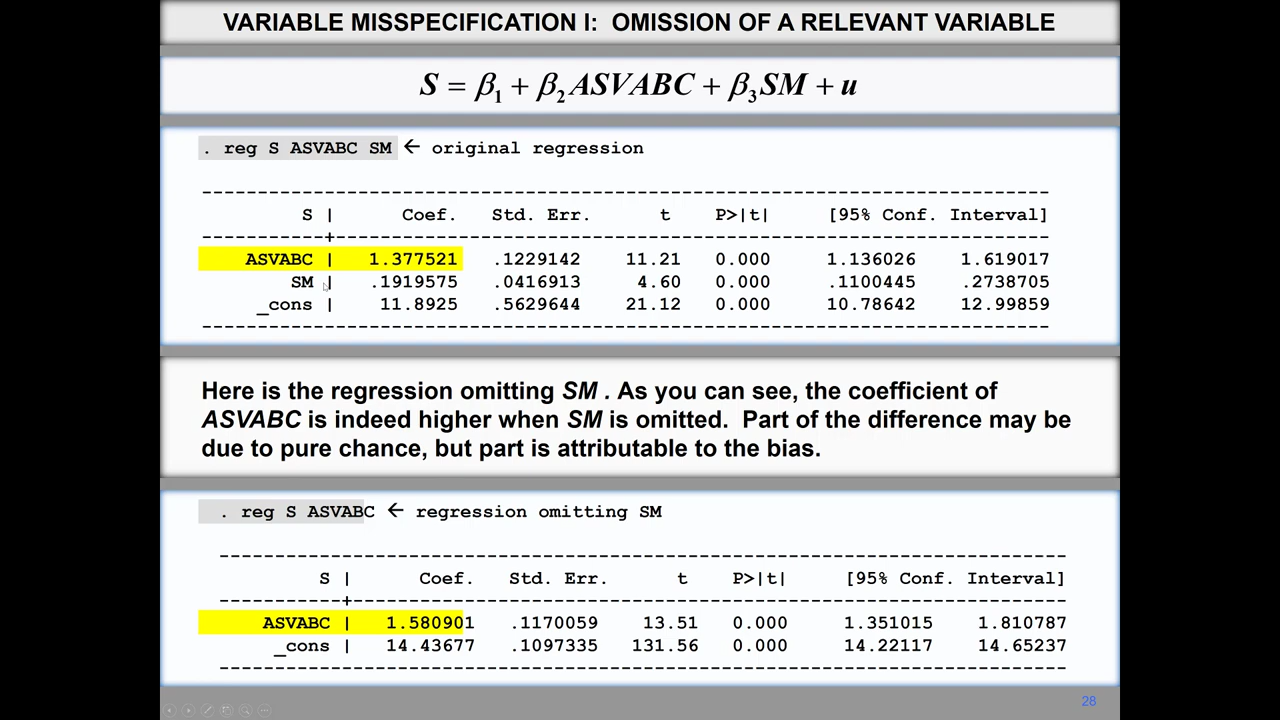 VARIABLE MISSPECIFICATION I: OMISSION OF A RELEVANT VARIABLE
S = β1 + β2ASVABC + β3SM + u
. reg S ASVABC SM ← original regression
-----------------------------------------------------------------
S | Coef. Std. Err. t P>|t| [95% Conf. Interval]
-----------+-----------------------------------------------------
ASVABC | 1.377521 .1229142 11.21 0.000 1.136026 1.619017
SM | .1919575 .0416913 4.60 0.000 .1100445 .2738705
_cons | 11.8925 .5629644 21.12 0.000 10.78642 12.99859
-----------------------------------------------------------------
Here is the regression omitting SM . As you can see, the coefficient of
ASVABC is indeed higher when SM is omitted. Part of the difference may be
due to pure chance, but part is attributable to the bias.
. reg S ASVABC ← regression omitting SM
-----------------------------------------------------------------
S | Coef. Std. Err. t P>|t| [95% Conf. Interval]
-----------+-----------------------------------------------------
ASVABC | 1.580901 .1170059 13.51 0.000 1.351015 1.810787
_cons | 14.43677 .1097335 131.56 0.000 14.22117 14.65237
-----------------------------------------------------------------
28